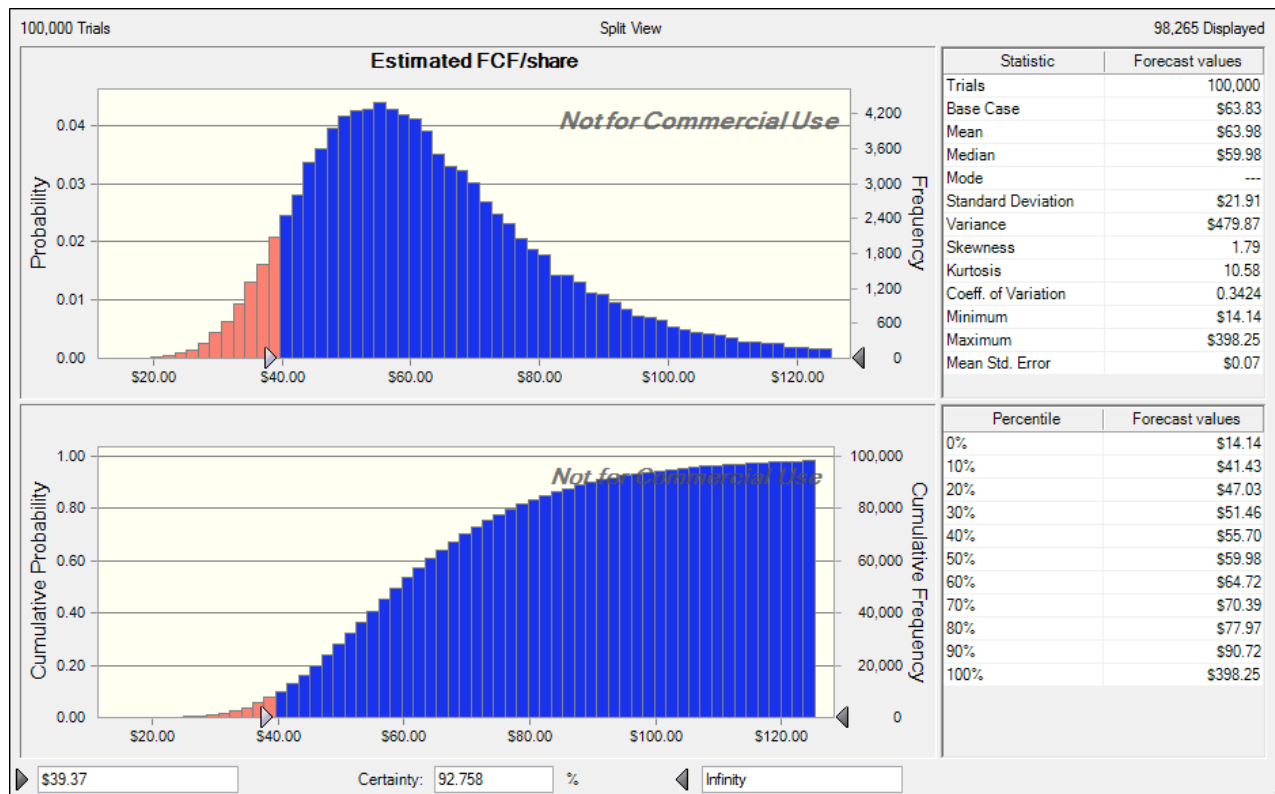 100,000 Trials Split View 98,265 Displayed
Estimated FCF/share
Not for Commercial Use
Probability
0.04
0.03
0.02
0.01
0.00
Frequency
4,200
3,600
3,000
2,400
1,800
1,200
600
0
$20.00 $40.00 $60.00 $80.00 $100.00 $120.00
Statistic Forecast values
Trials 100,000
Base Case $63.83
Mean $63.98
Median $59.98
Mode ---
Standard Deviation $21.91
Variance $479.87
Skewness 1.79
Kurtosis 10.58
Coeff. of Variation 0.3424
Minimum $14.14
Maximum $398.25
Mean Std. Error $0.07
Not for Commercial Use
Cumulative Probability
1.00
0.80
0.60
0.40
0.20
0.00
Cumulative Frequency
100,000
80,000
60,000
40,000
20,000
0
$20.00 $40.00 $60.00 $80.00 $100.00 $120.00
Percentile Forecast values
0% $14.14
10% $41.43
20% $47.03
30% $51.46
40% $55.70
50% $59.98
60% $64.72
70% $70.39
80% $77.97
90% $90.72
100% $398.25
$39.37 Certainty: 92.758 % Infinity